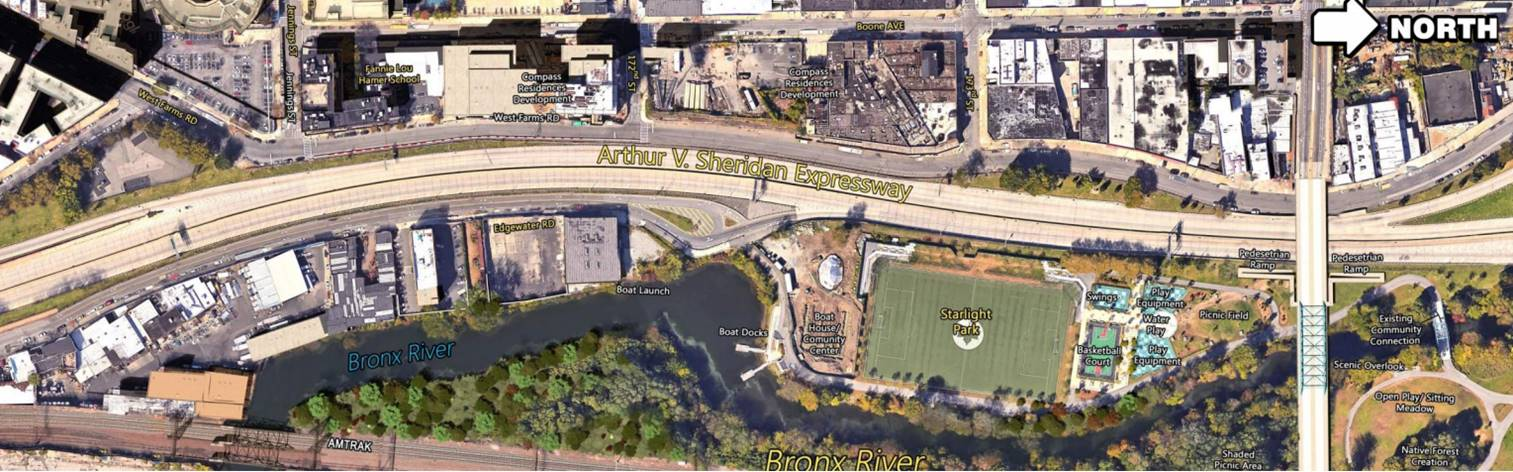 Boone AVE
NORTH
Jennings ST
Jennings ST
Fannie Lou
Hamer School
Compass
Residences
Development
172nd ST
Compass
Residences
Development
173rd ST
West Farms RD
West Farms RD
Arthur V. Sheridan Expressway
Edgewater RD
Pedesetrian
Ramp
Pedesetrian
Ramp
Boat Launch
Boat Docks
Boat
House/
Comunity
Center
Starlight
Park
Swings
Play
Equipment
Water
Play
Basketball
Court
Play
Equipment
Picnic Field
Existing
Community
Connection
Scenic Overlook
Open Play/ Sitting
Meadow
Native Forest
Creation
Bronx River
AMTRAK
Bronx River
Shaded
Picnic Area